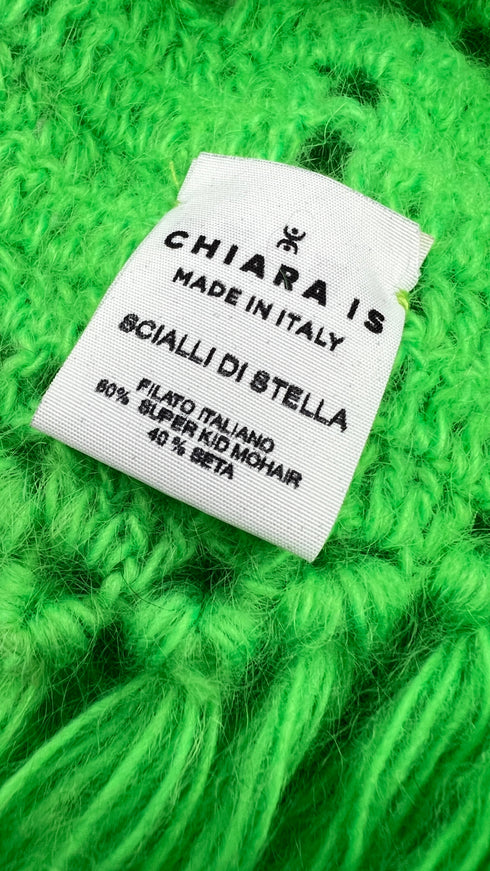 CHIARA IS
MADE IN ITALY
SCIALLI DI STELLA
FILATO ITALIANO
60% SUPER KID MOHAIR
40 % SETA